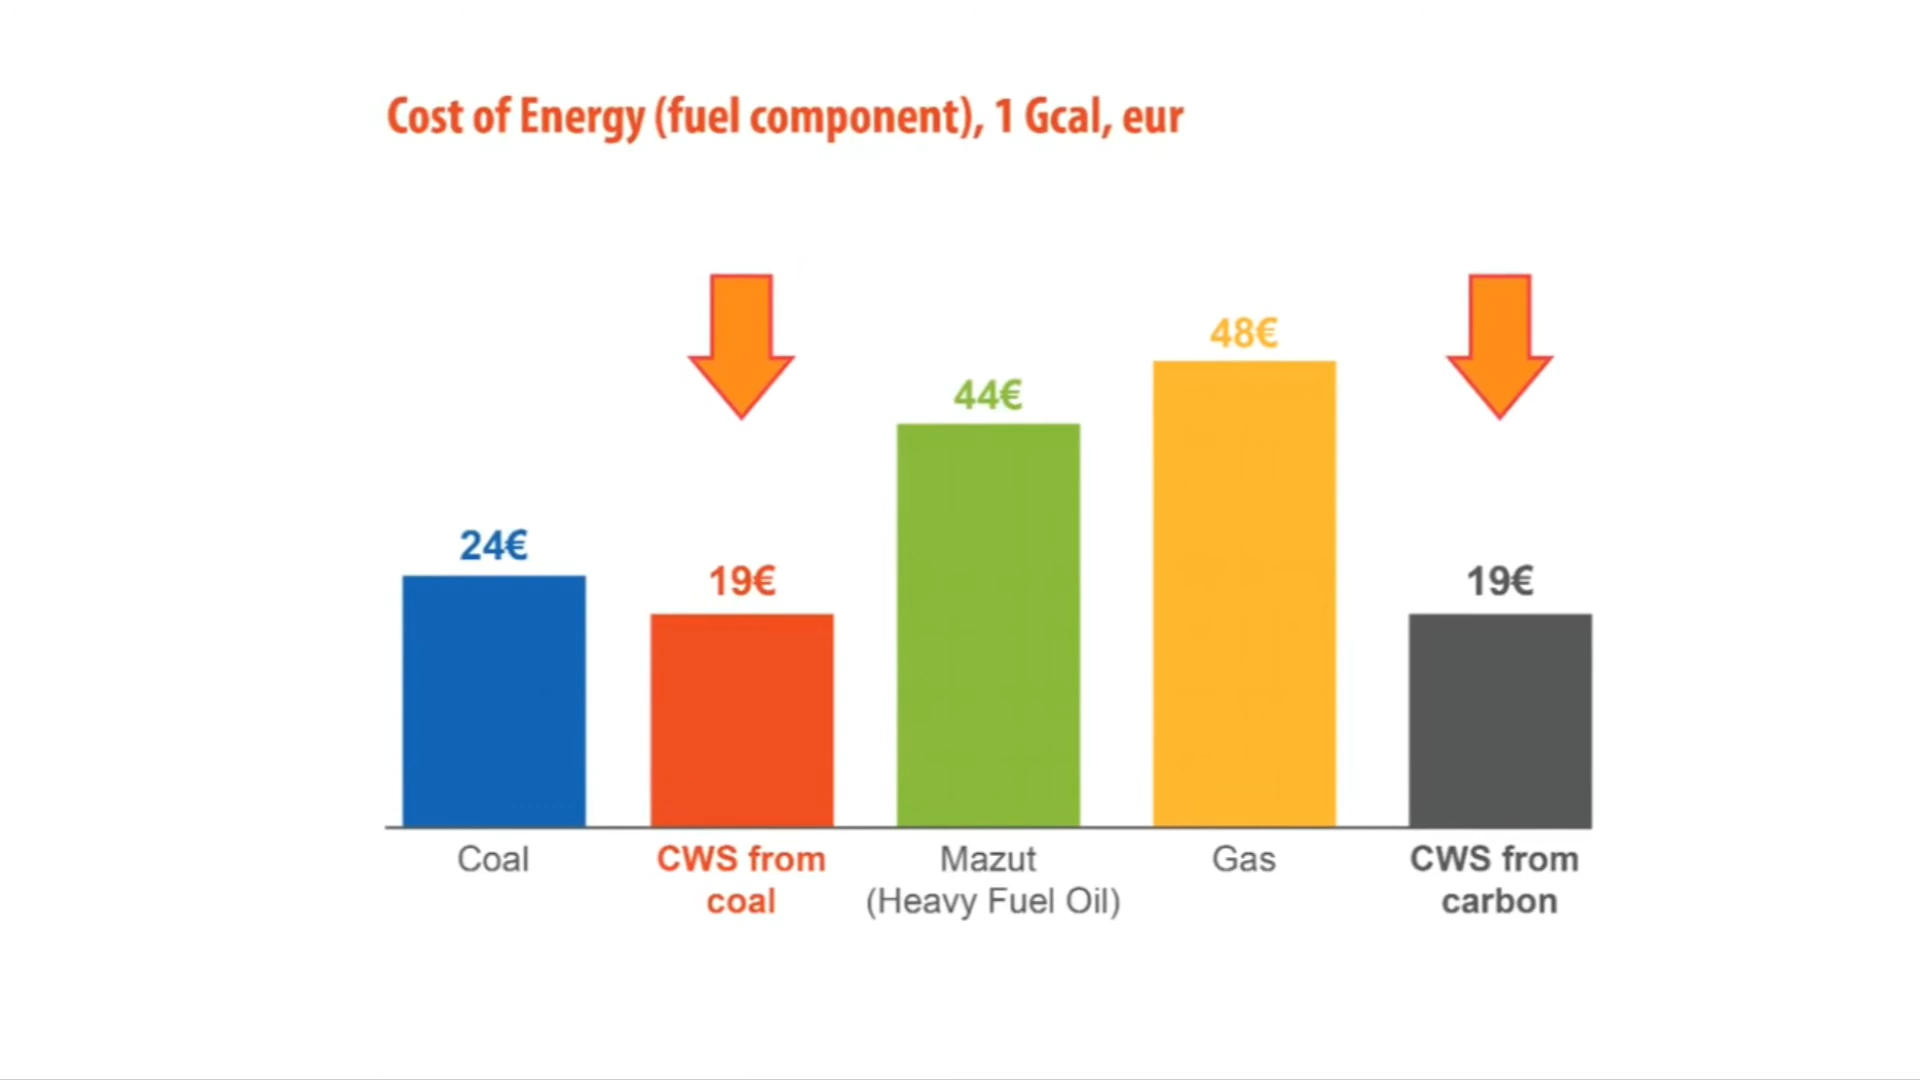 Cost of Energy (fuel component), 1 Gcal, eur
48€
44€
24€
19€
19€
Coal
CWS from
coal
Mazut
(Heavy Fuel Oil)
Gas
CWS from
carbon